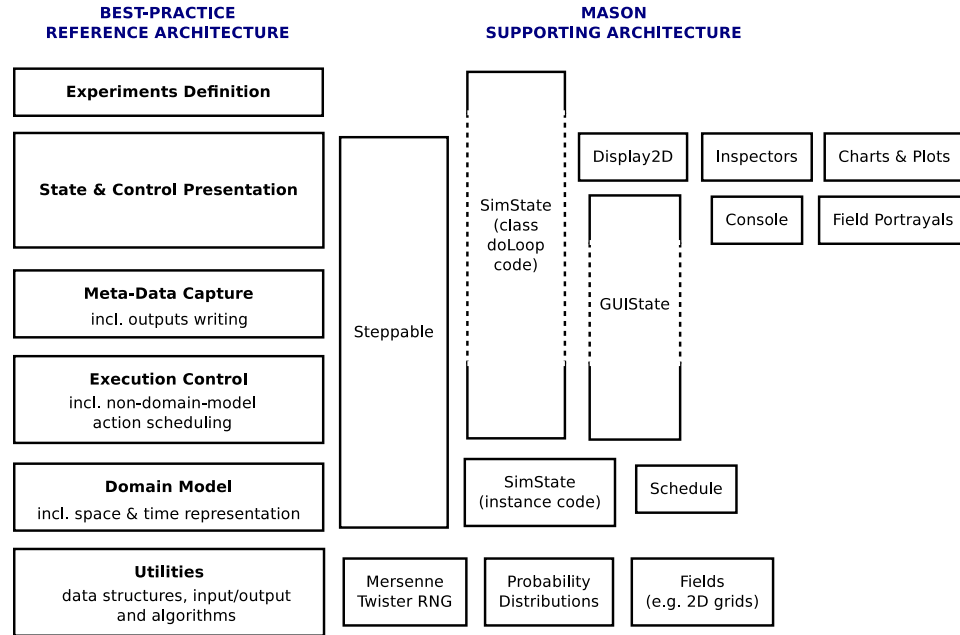 BEST-PRACTICE
REFERENCE ARCHITECTURE
MASON
SUPPORTING ARCHITECTURE
Experiments Definition
State & Control Presentation
Meta-Data Capture
incl. outputs writing
Execution Control
incl. non-domain-model
action scheduling
Domain Model
incl. space & time representation
Utilities
data structures, input/output
and algorithms
Steppable
SimState
(class
doLoop
code)
Display2D
Inspectors
Charts & Plots
Console
Field Portrayals
GUIState
SimState
(instance code)
Schedule
Mersenne
Twister RNG
Probability
Distributions
Fields
(e.g. 2D grids)